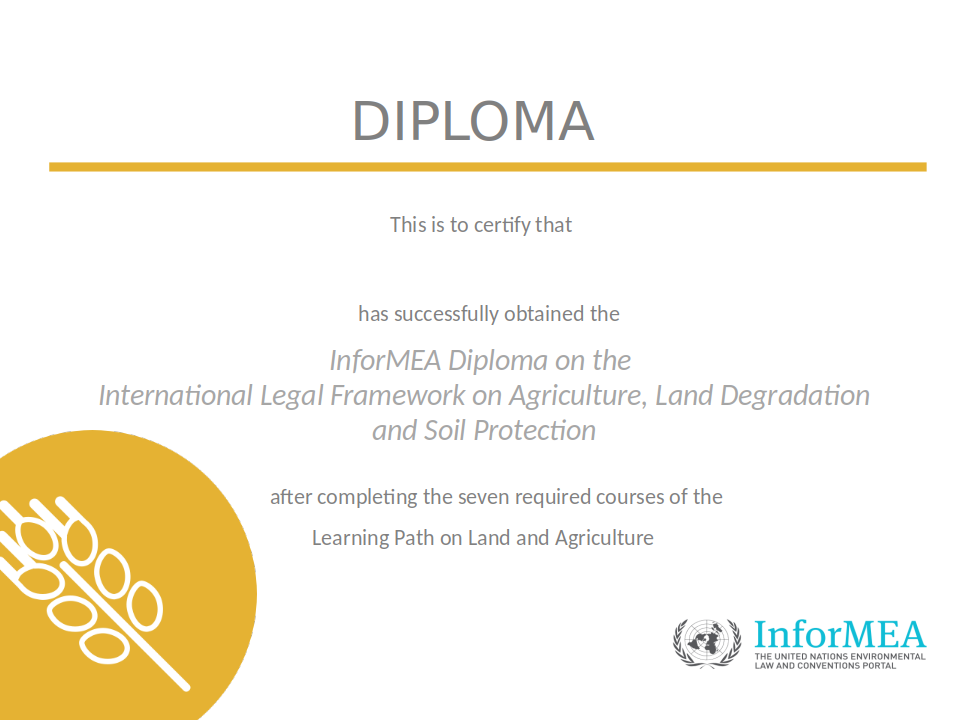 DIPLOMA
This is to certify that
has successfully obtained the
InforMEA Diploma on the
International Legal Framework on Agriculture, Land Degradation
and Soil Protection
after completing the seven required courses of the
Learning Path on Land and Agriculture
InforMEA
THE UNITED NATIONS ENVIRONMENTAL
LAW AND CONVENTIONS PORTAL